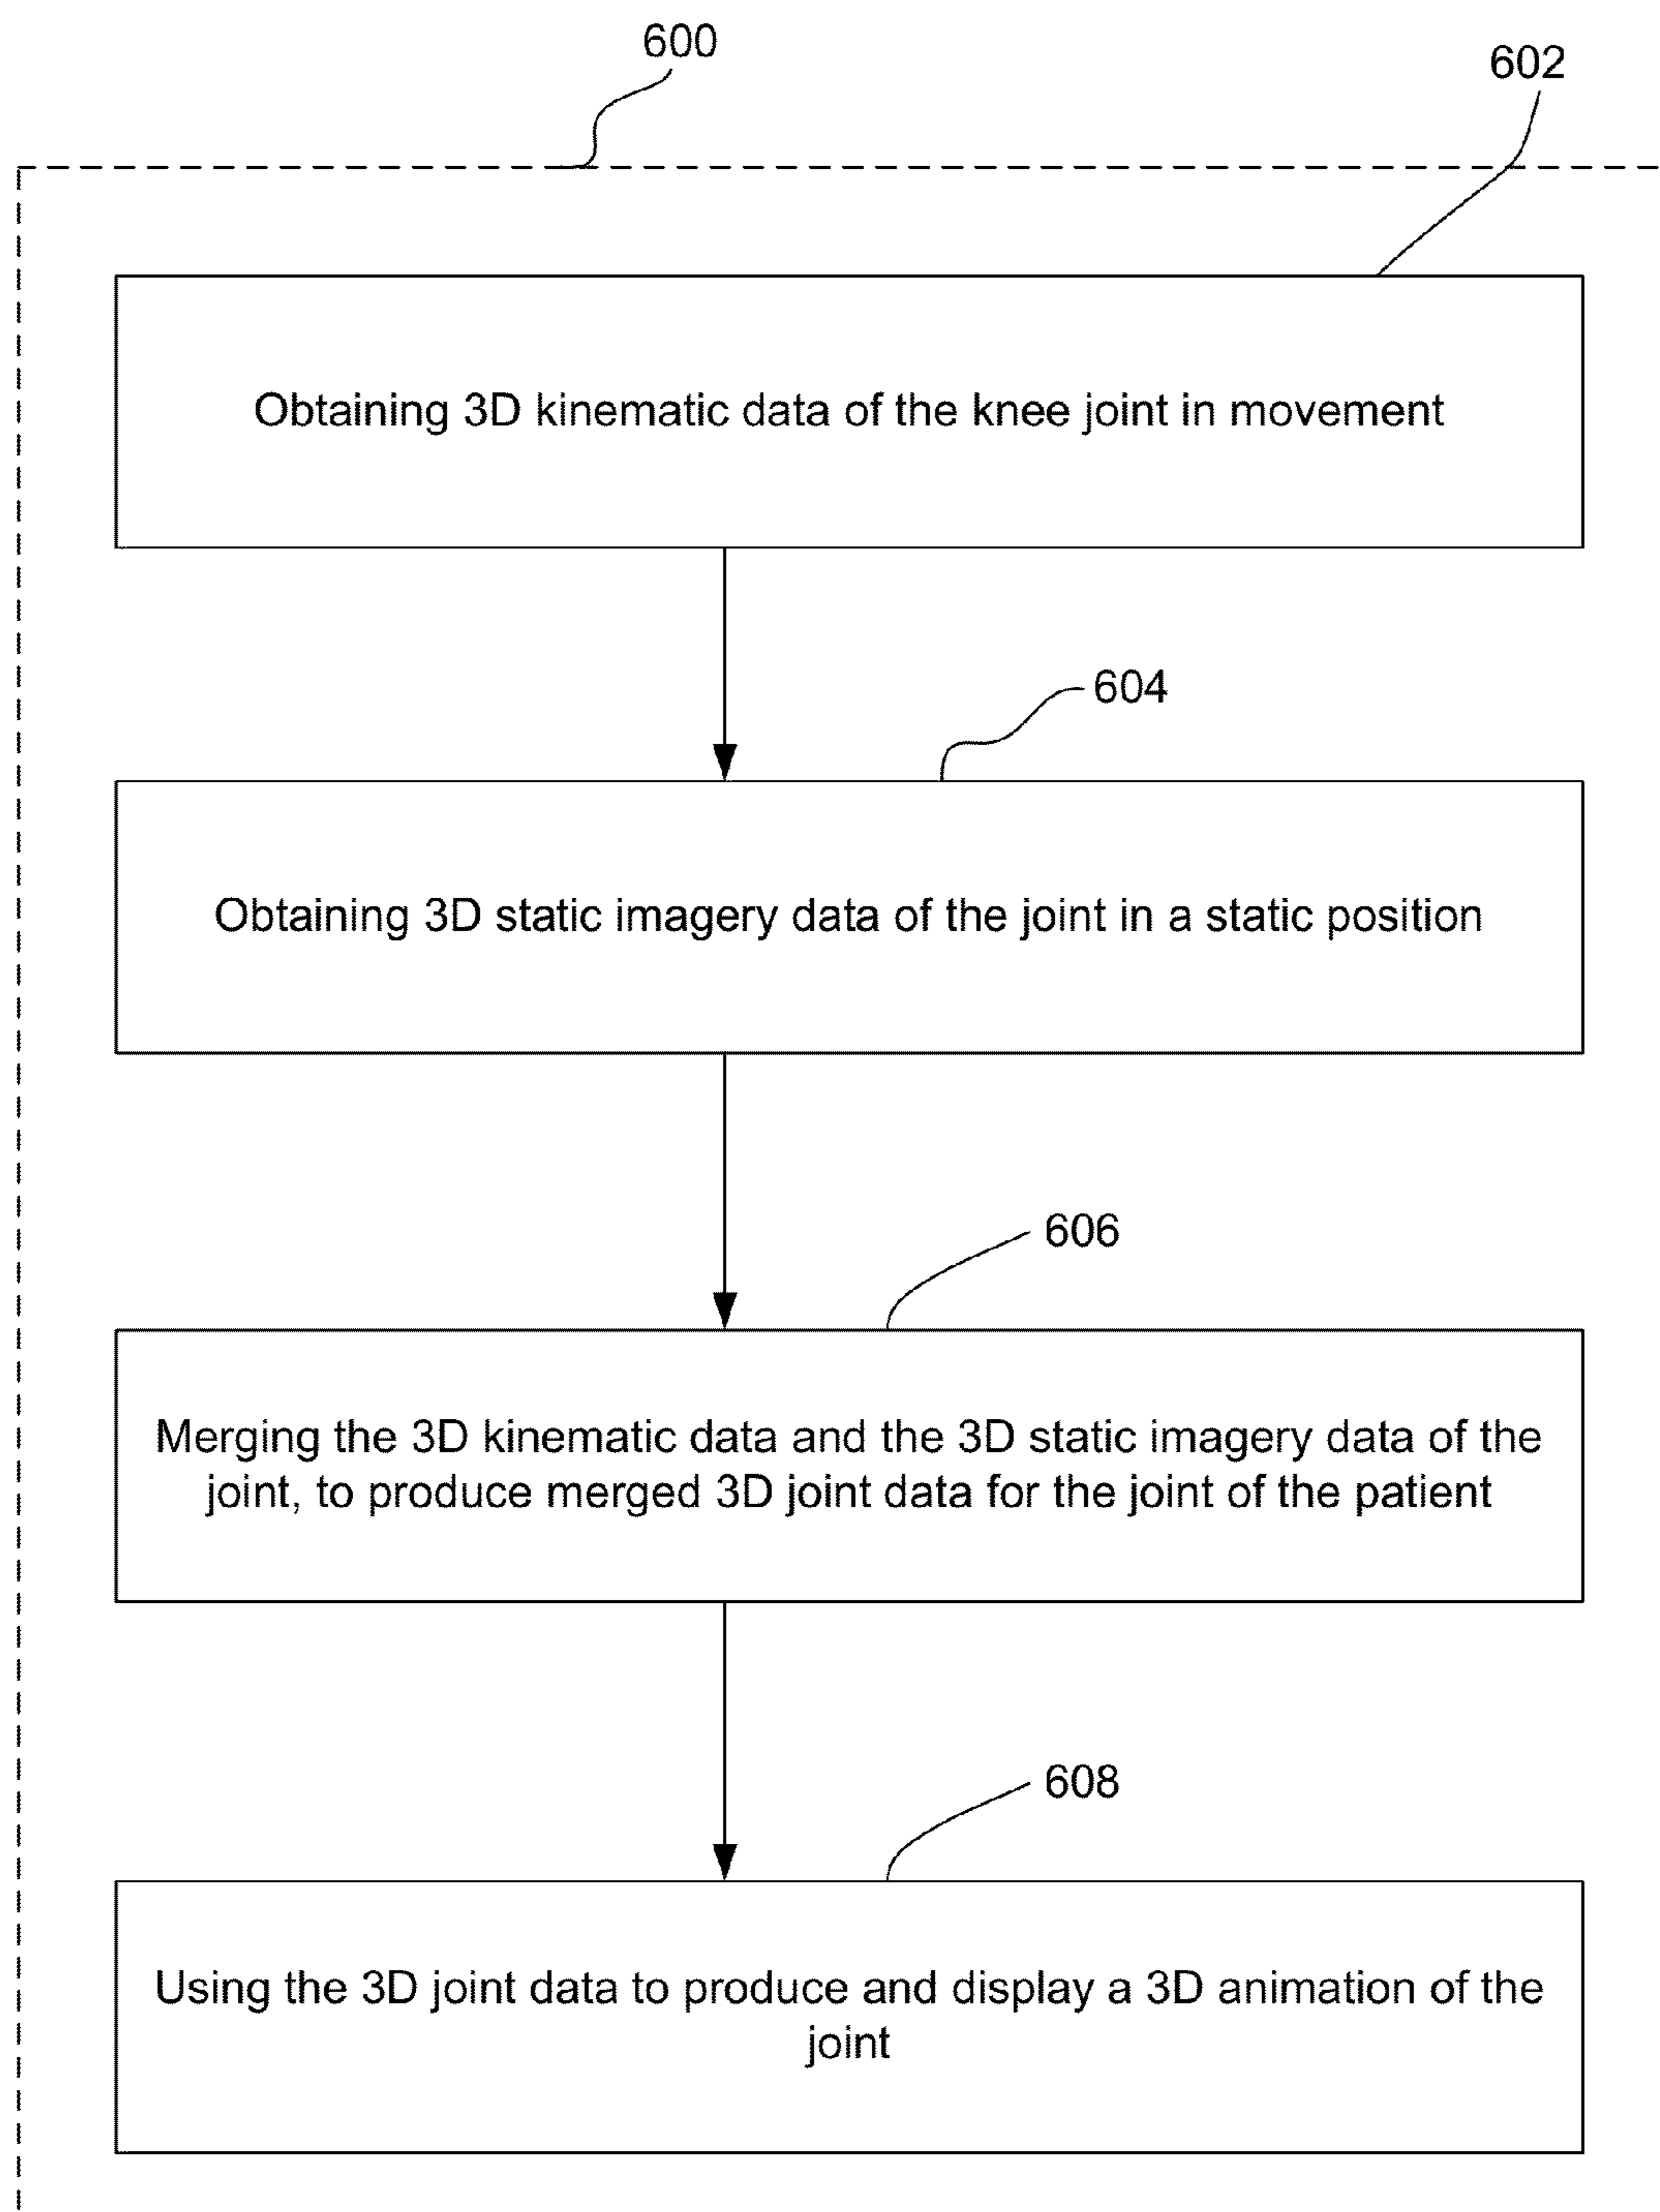 600
602
Obtaining 3D kinematic data of the knee joint in movement
604
Obtaining 3D static imagery data of the joint in a static position
606
Merging the 3D kinematic data and the 3D static imagery data of the
joint, to produce merged 3D joint data for the joint of the patient
608
Using the 3D joint data to produce and display a 3D animation of the
joint